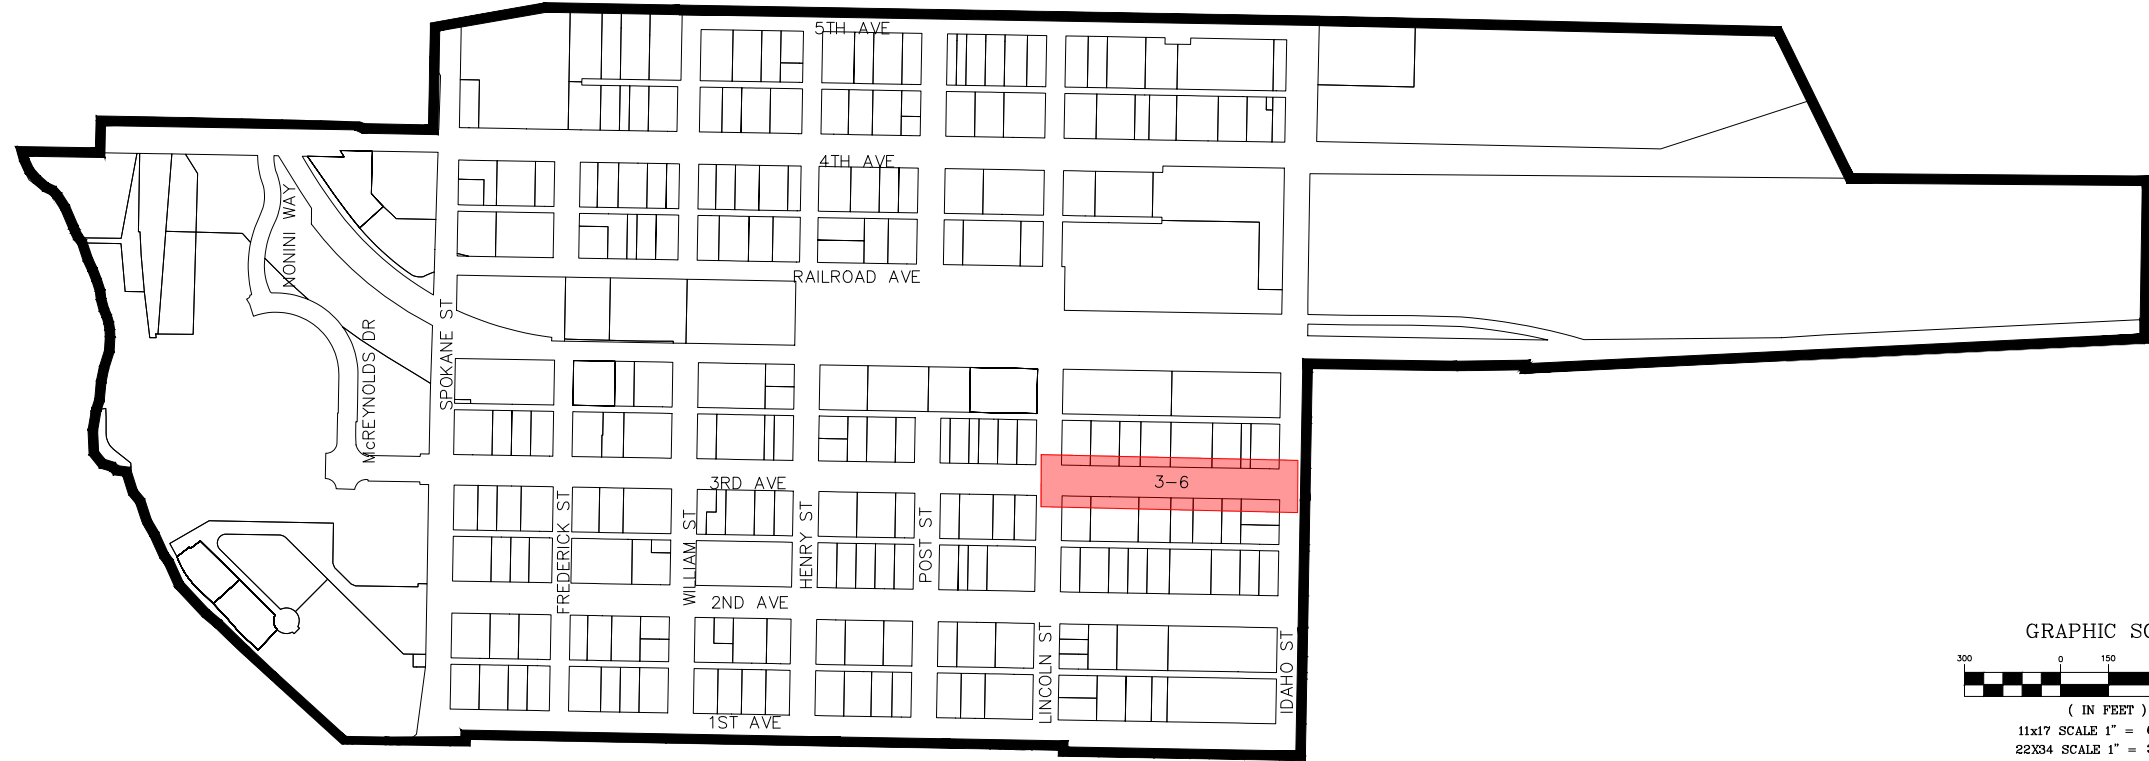 5TH AVE
4TH AVE
NONINI WAY
RAILROAD AVE
SPOKANE ST
McREYNOLDS DR
3RD AVE
3-6
FREDERICK ST
WILLIAM ST
HENRY ST
POST ST
2ND AVE
LINCOLN ST
IDAHO ST
1ST AVE
GRAPHIC SC
300 0 150
( IN FEET )
11x17 SCALE 1" =
22X34 SCALE 1" =